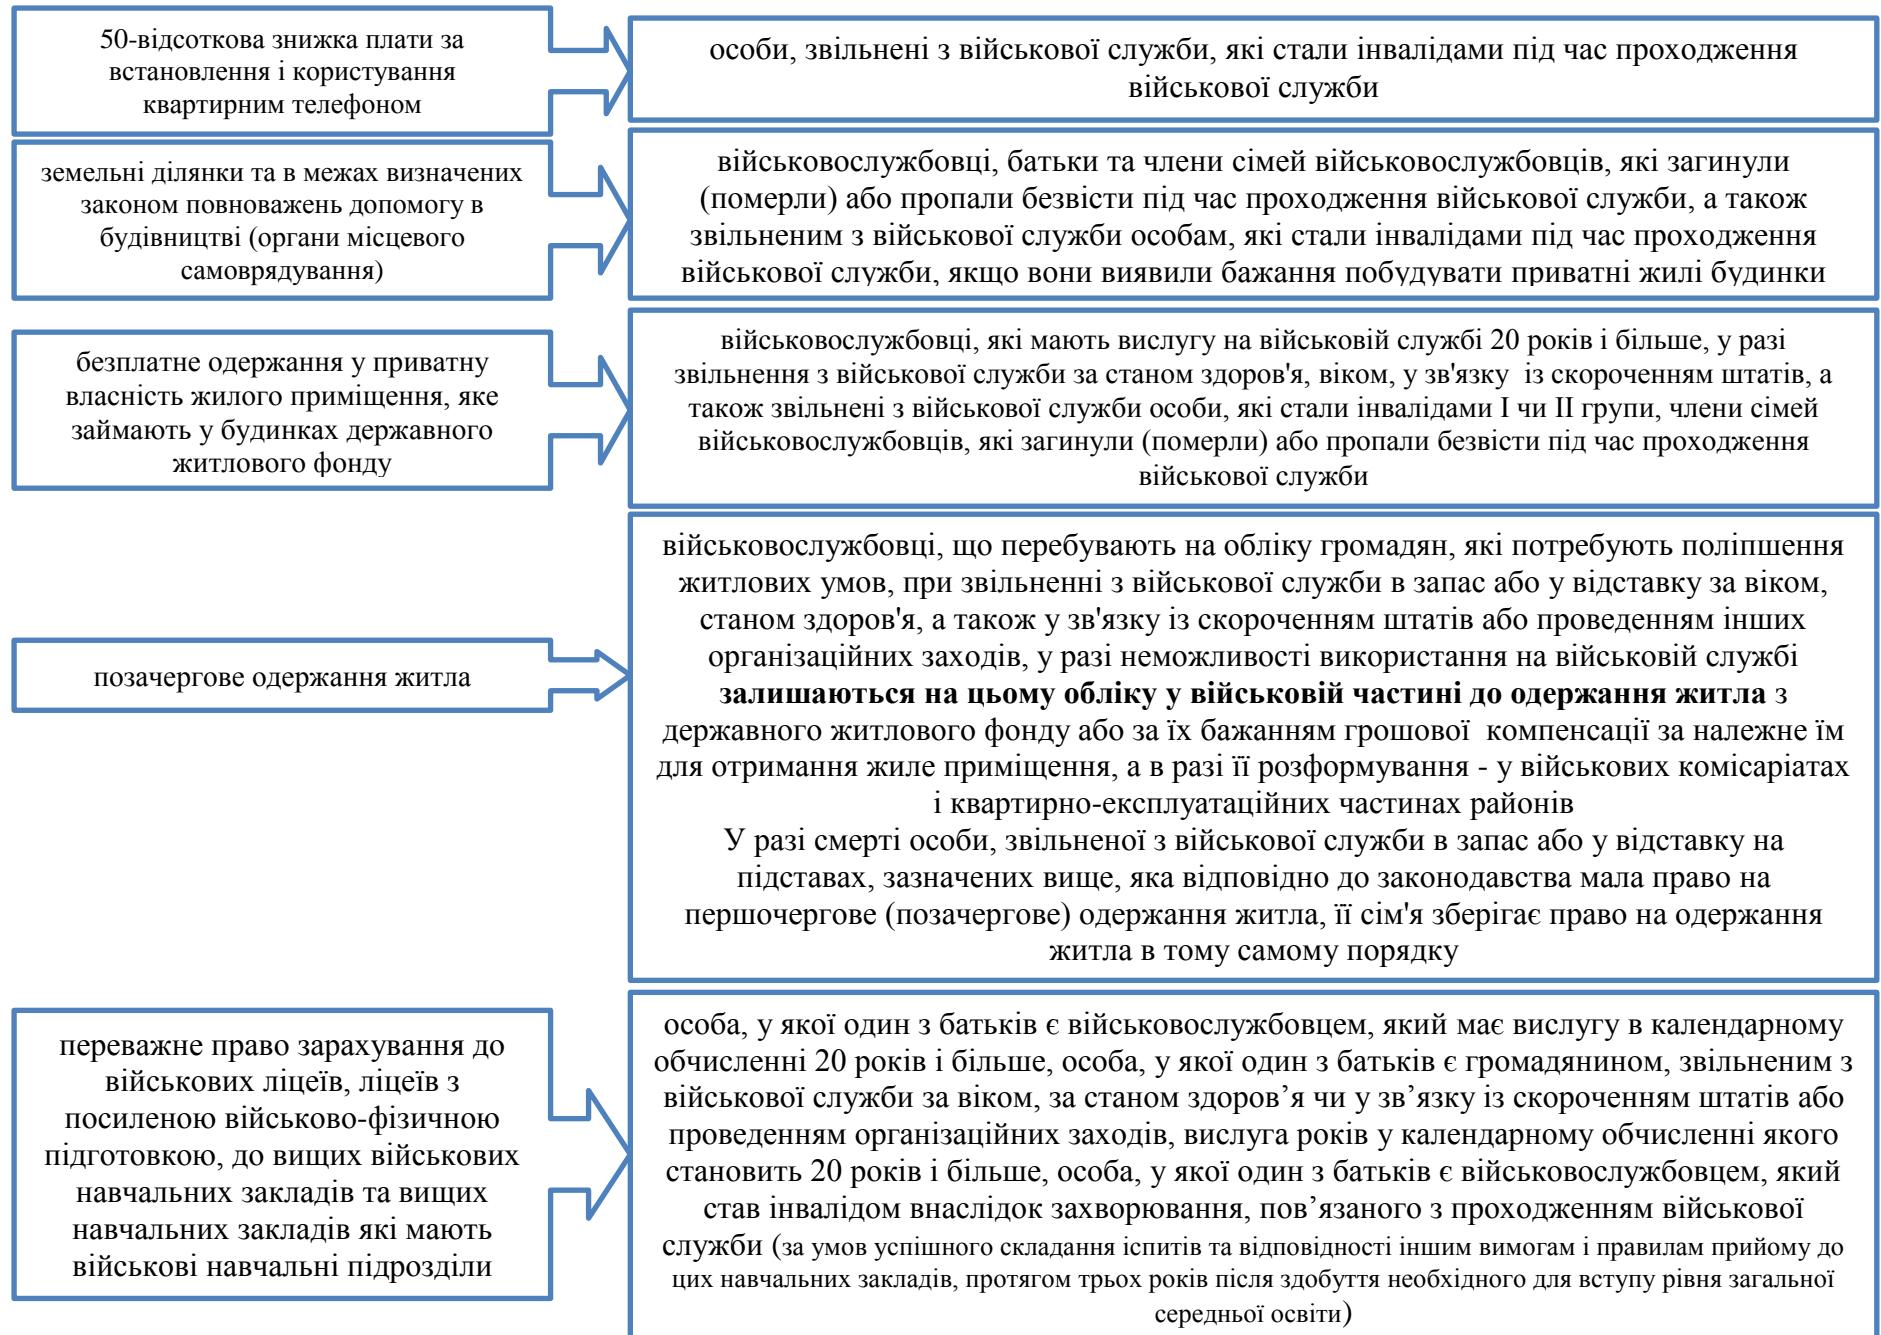 50-відсоткова знижка плати за
встановлення і користування
квартирним телефоном
особи, звільнені з військової служби, які стали інвалідами під час проходження
військової служби
земельні ділянки та в межах визначених
законом повноважень допомогу в
будівництві (органи місцевого
самоврядування)
військовослужбовці, батьки та члени сімей військовослужбовців, які загинули
(померли) або пропали безвісти під час проходження військової служби, а також
звільненим з військової служби особам, які стали інвалідами під час проходження
військової служби, якщо вони виявили бажання побудувати приватні жилі будинки
безплатне одержання у приватну
власність жилого приміщення, яке
займають у будинках державного
житлового фонду
військовослужбовці, які мають вислугу на військовій службі 20 років і більше, у разі
звільнення з військової служби за станом здоров'я, віком, у зв'язку  із скороченням штатів, а
також звільнені з військової служби особи, які стали інвалідами I чи II групи, члени сімей
військовослужбовців, які загинули (померли) або пропали безвісти під час проходження
військової служби
позачергове одержання житла
військовослужбовці, що перебувають на обліку громадян, які потребують поліпшення
житлових умов, при звільненні з військової служби в запас або у відставку за віком,
станом здоров'я, а також у зв'язку із скороченням штатів або проведенням інших
організаційних заходів, у разі неможливості використання на військовій службі
залишаються на цьому обліку у військовій частині до одержання житла з
державного житлового фонду або за їх бажанням грошової  компенсації за належне їм
для отримання жиле приміщення, а в разі її розформування - у військових комісаріатах
і квартирно-експлуатаційних частинах районів
У разі смерті особи, звільненої з військової служби в запас або у відставку на
підставах, зазначених вище, яка відповідно до законодавства мала право на
першочергове (позачергове) одержання житла, її сім'я зберігає право на одержання
житла в тому самому порядку
переважне право зарахування до
військових ліцеїв, ліцеїв з
посиленою військово-фізичною
підготовкою, до вищих військових
навчальних закладів та вищих
навчальних закладів які мають
військові навчальні підрозділи
особа, у якої один з батьків є військовослужбовцем, який має вислугу в календарному
обчисленні 20 років і більше, особа, у якої один з батьків є громадянином, звільненим з
військової служби за віком, за станом здоров’я чи у зв’язку із скороченням штатів або
проведенням організаційних заходів, вислуга років у календарному обчисленні якого
становить 20 років і більше, особа, у якої один з батьків є військовослужбовцем, який
став інвалідом внаслідок захворювання, пов’язаного з проходженням військової
служби (за умов успішного складання іспитів та відповідності іншим вимогам і правилам прийому до
цих навчальних закладів, протягом трьох років після здобуття необхідного для вступу рівня загальної
середньої освіти)